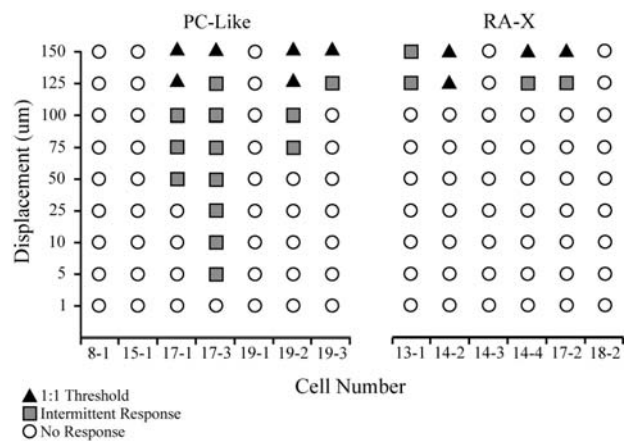 PC-Like RA-X
150
125
100
75
50
25
10
5
1
Displacement (um)
8-1 15-1 17-1 17-3 19-1 19-2 19-3 13-1 14-2 14-3 14-4 17-2 18-2
Cell Number
1:1 Threshold
Intermittent Response
No Response